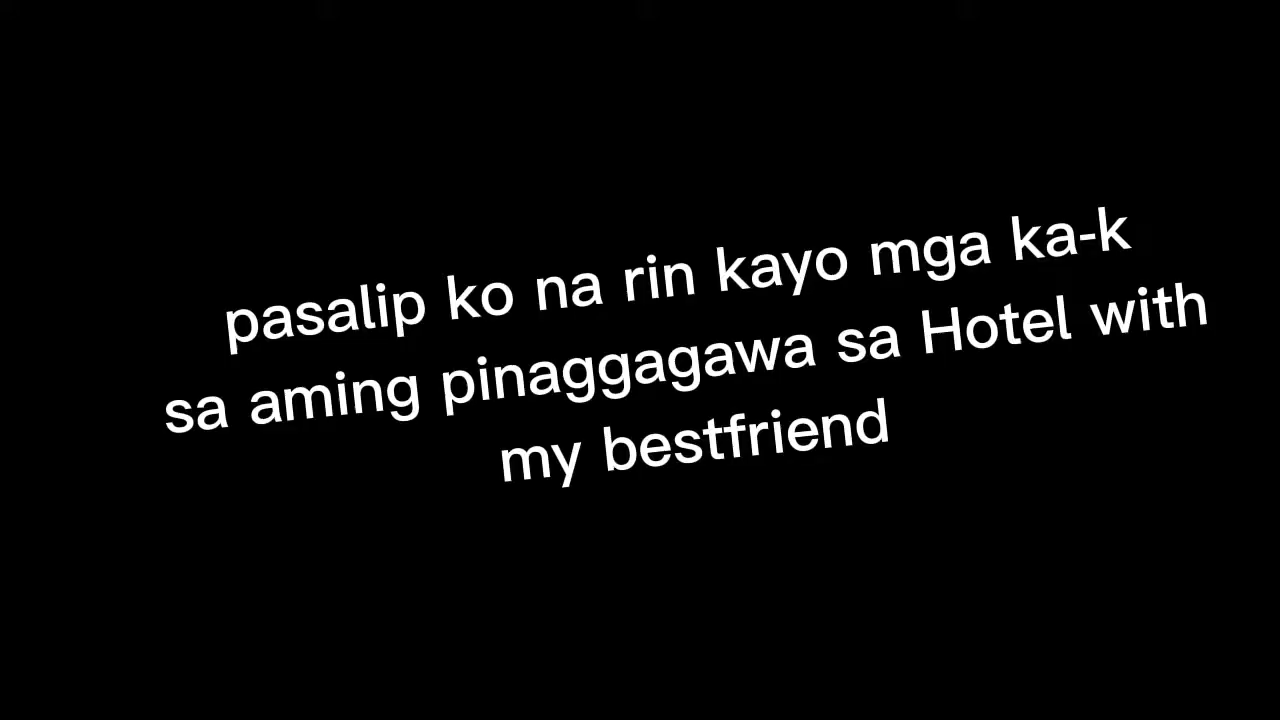 pasalip ko na rin kayo mga ka-k
sa aming pinaggagawa sa Hotel with
my bestfriend